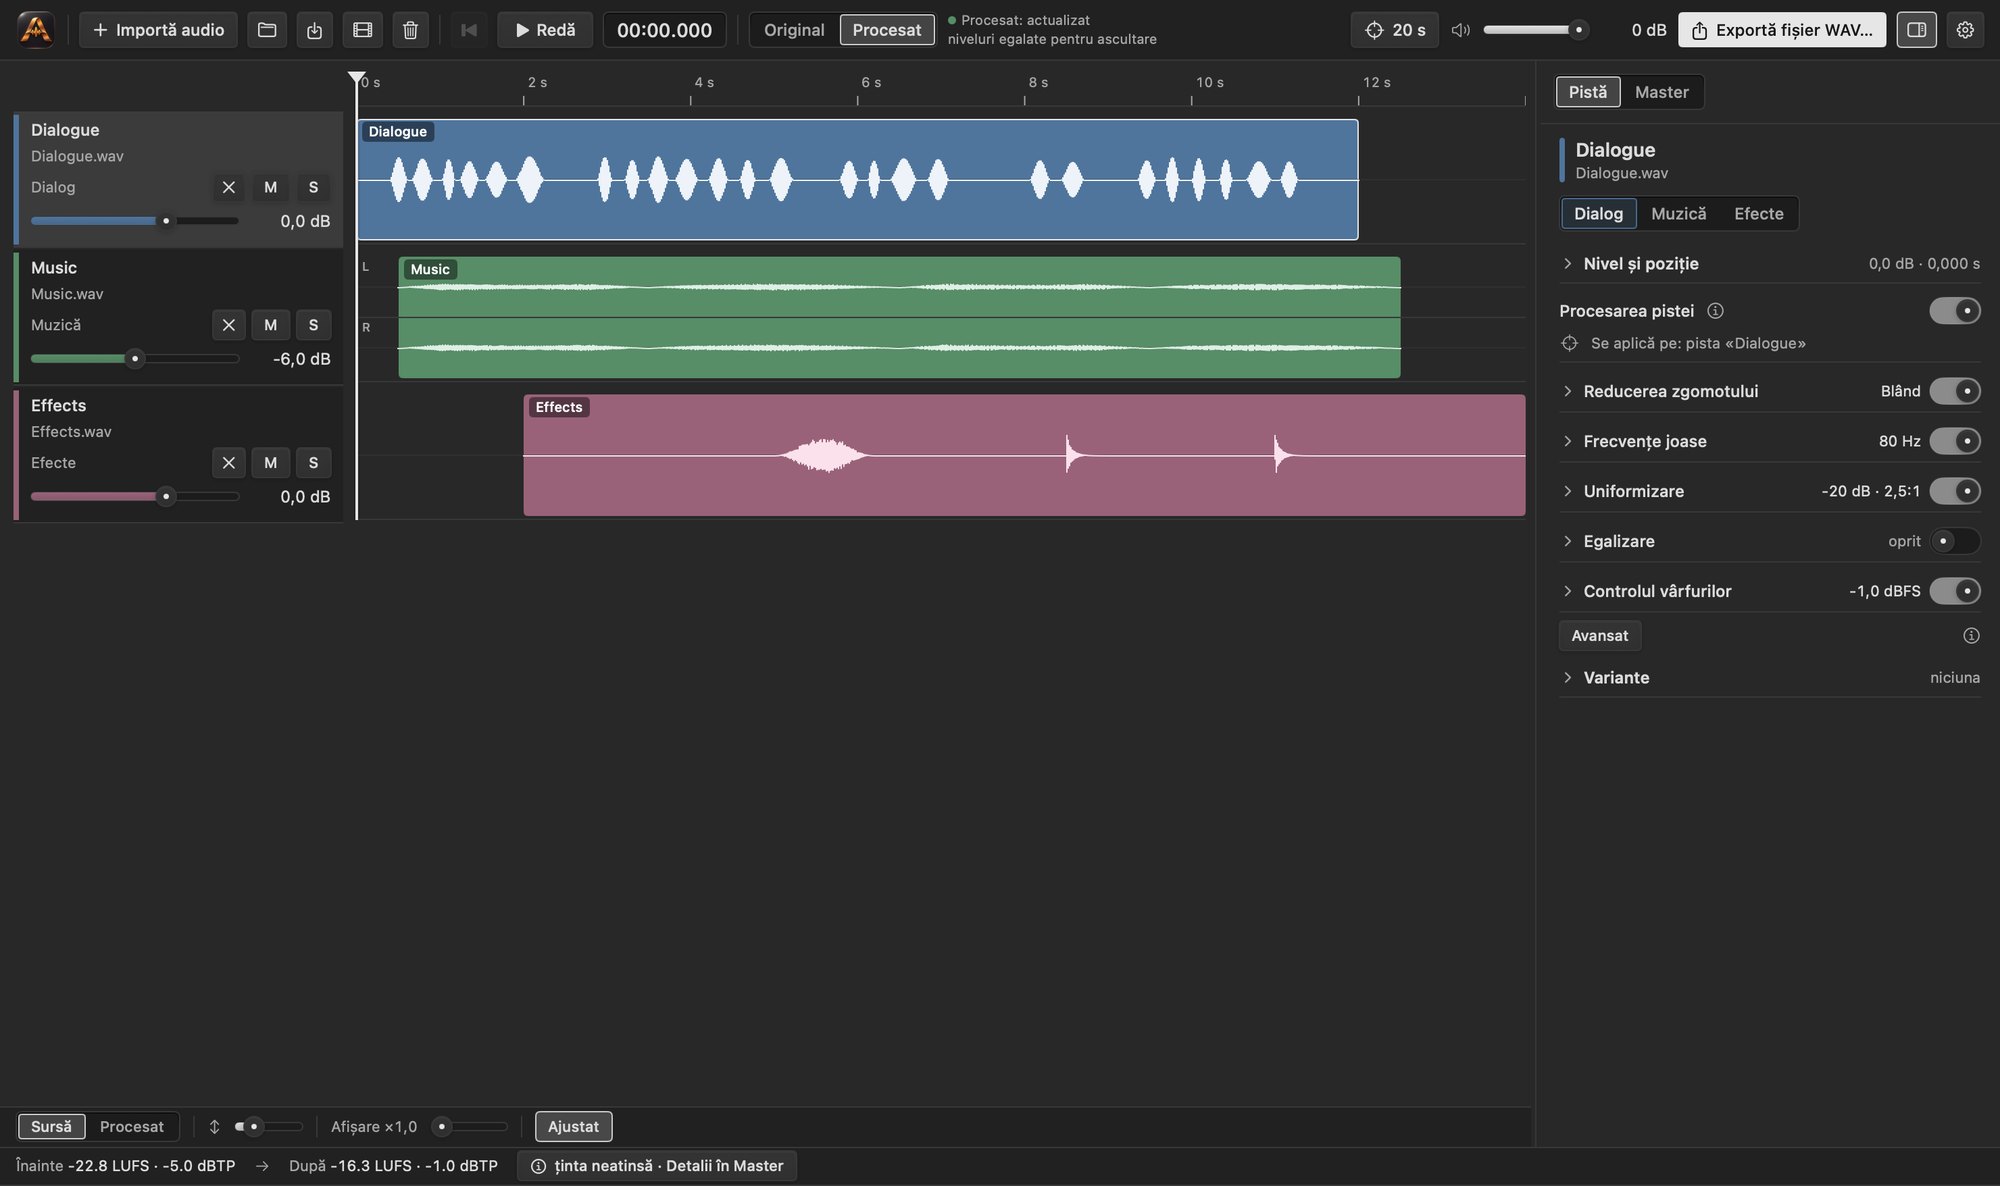 Importă audio
Redă
00:00.000
Original
Procesat
Procesat: actualizat
niveluri egalate pentru ascultare
20 s
0 dB
Exportă fișier WAV...
0 s
2 s
4 s
6 s
8 s
10 s
12 s
Dialogue
Dialogue.wav
Dialog
M
S
0,0 dB
Dialogue
Music
Music.wav
Muzică
M
S
-6,0 dB
L
R
Music
Effects
Effects.wav
Efecte
M
S
0,0 dB
Effects
Pistă
Master
Dialogue
Dialogue.wav
Dialog
Muzică
Efecte
Nivel și poziție
0,0 dB · 0,000 s
Procesarea pistei
Se aplică pe: pista «Dialogue»
Reducerea zgomotului
Blând
Frecvențe joase
80 Hz
Uniformizare
-20 dB · 2,5:1
Egalizare
oprit
Controlul vârfurilor
-1,0 dBFS
Avansat
Variante
niciuna
Sursă
Procesat
Afișare ×1,0
Ajustat
Înainte -22.8 LUFS · -5.0 dBTP → După -16.3 LUFS · -1.0 dBTP
ținta neatinsă · Detalii în Master